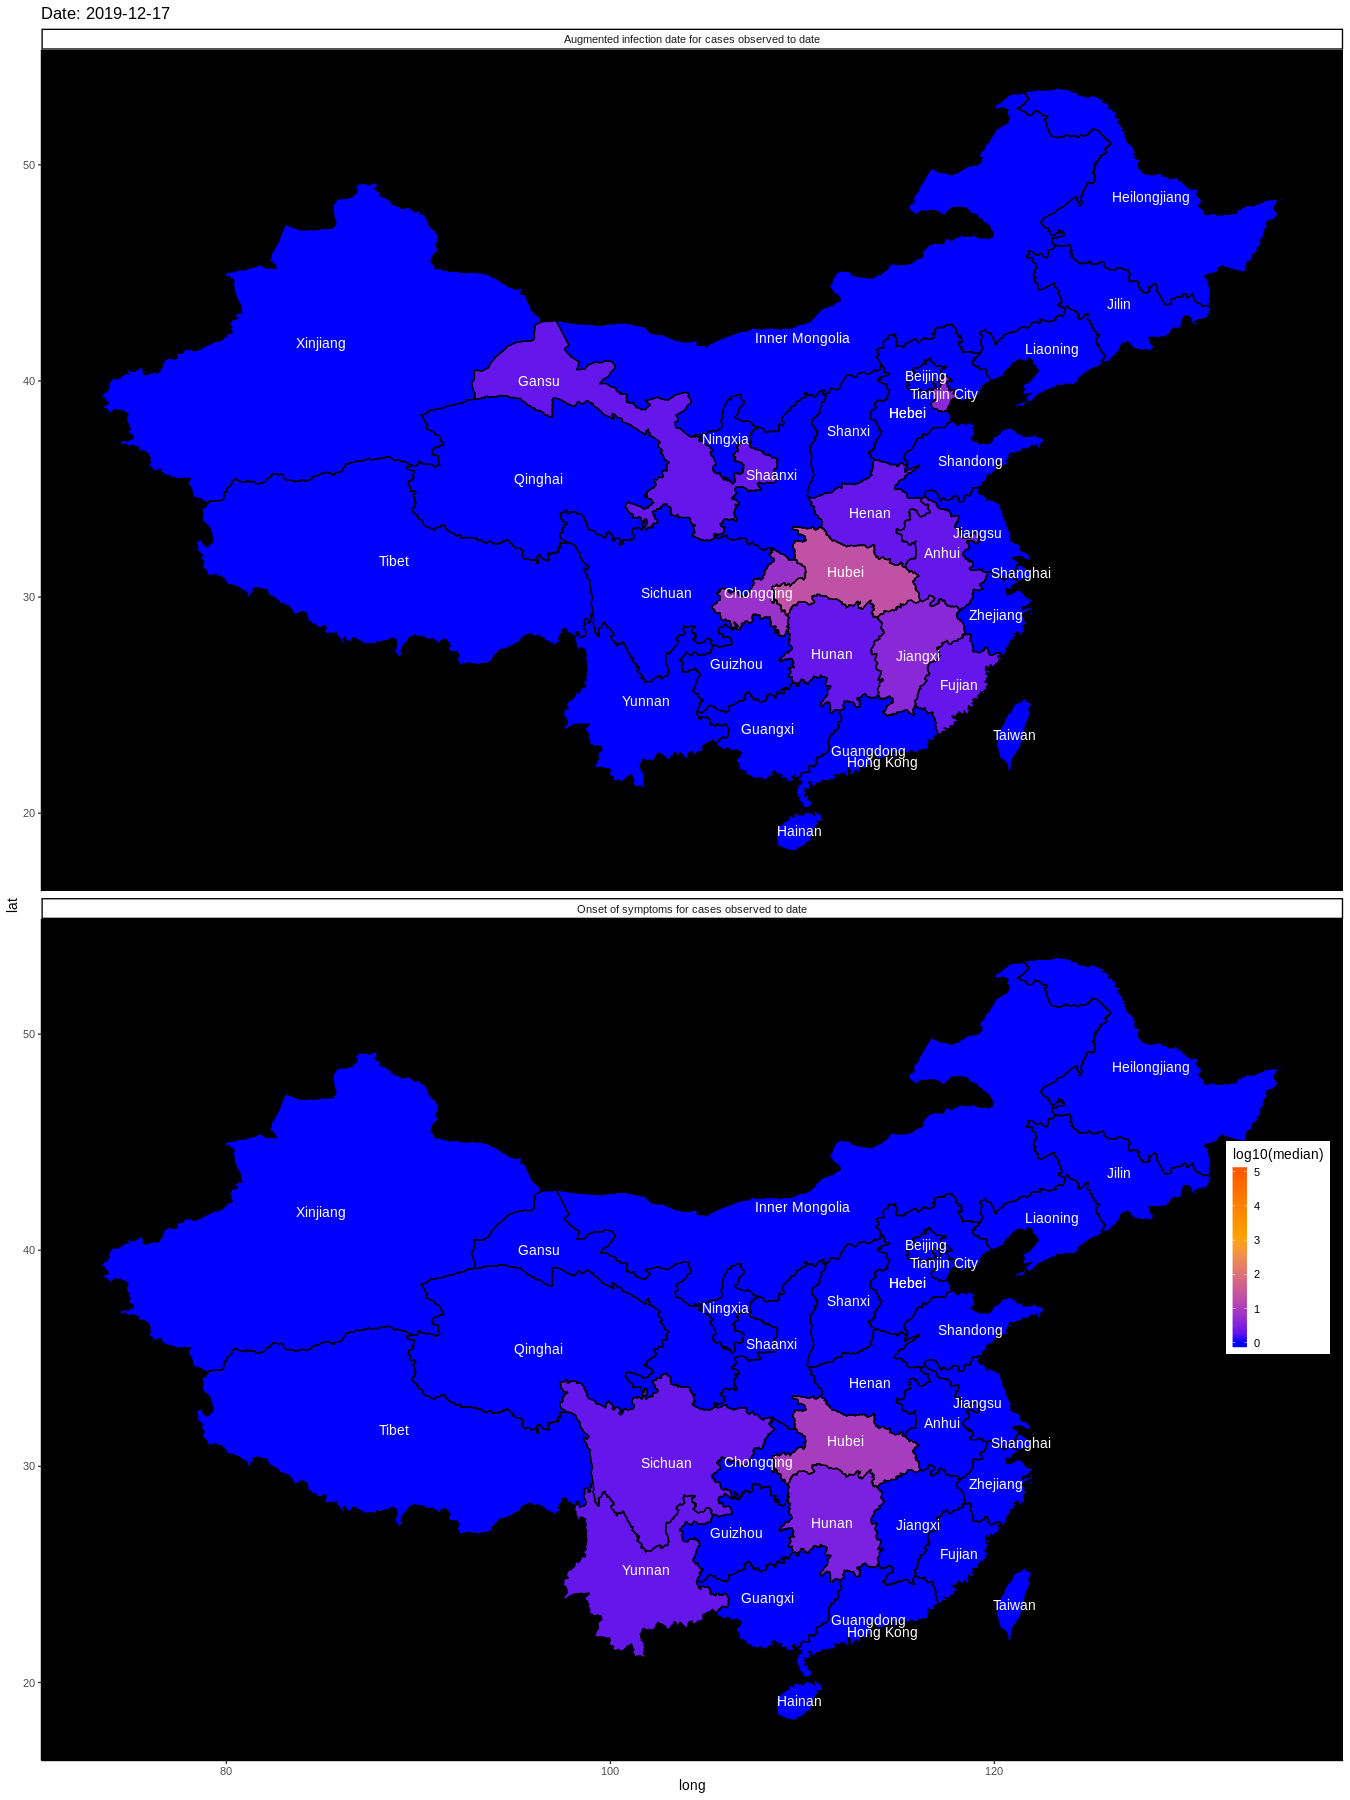 Date: 2019-12-17
Augmented infection date for cases observed to date
50
40
30
20
Heilongjiang
Jilin
Inner Mongolia
Xinjiang
Liaoning
Beijing
Gansu
Tianjin City
Hebei
Shanxi
Ningxia
Shandong
Shaanxi
Qinghai
Henan
Jiangsu
Anhui
Tibet
Hubei
Shanghai
Sichuan
Chongqing
Zhejiang
Hunan
Jiangxi
Guizhou
Fujian
Yunnan
Guangxi
Taiwan
Guangdong
Hong Kong
Hainan
lat
Onset of symptoms for cases observed to date
50
40
30
20
Heilongjiang
Jilin
Inner Mongolia
Xinjiang
Liaoning
Beijing
Gansu
Tianjin City
Hebei
Shanxi
Ningxia
Shandong
Shaanxi
Qinghai
Henan
Jiangsu
Anhui
Tibet
Hubei
Shanghai
Sichuan
Chongqing
Zhejiang
Hunan
Jiangxi
Guizhou
Fujian
Yunnan
Guangxi
Taiwan
Guangdong
Hong Kong
Hainan
log10(median)
5
4
3
2
1
0
80
100
120
long